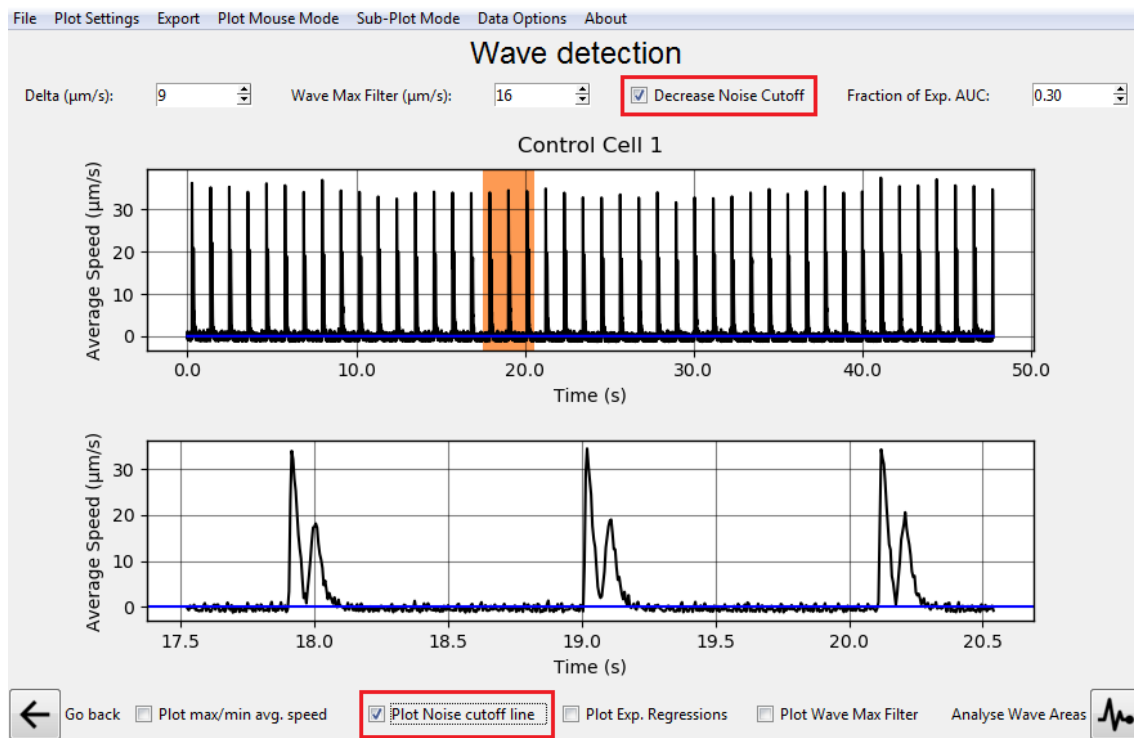 File Plot Settings Export Plot Mouse Mode Sub-Plot Mode Data Options About
Wave detection
Delta (µm/s): 9 Wave Max Filter (µm/s): 16 Decrease Noise Cutoff Fraction of Exp. AUC: 0.30
Control Cell 1
Average Speed (µm/s)
30
20
10
0
0.0 10.0 20.0 30.0 40.0 50.0
Time (s)
Average Speed (µm/s)
30
20
10
0
17.5 18.0 18.5 19.0 19.5 20.0 20.5
Time (s)
Go back Plot max/min avg. speed Plot Noise cutoff line Plot Exp. Regressions Plot Wave Max Filter Analyse Wave Areas